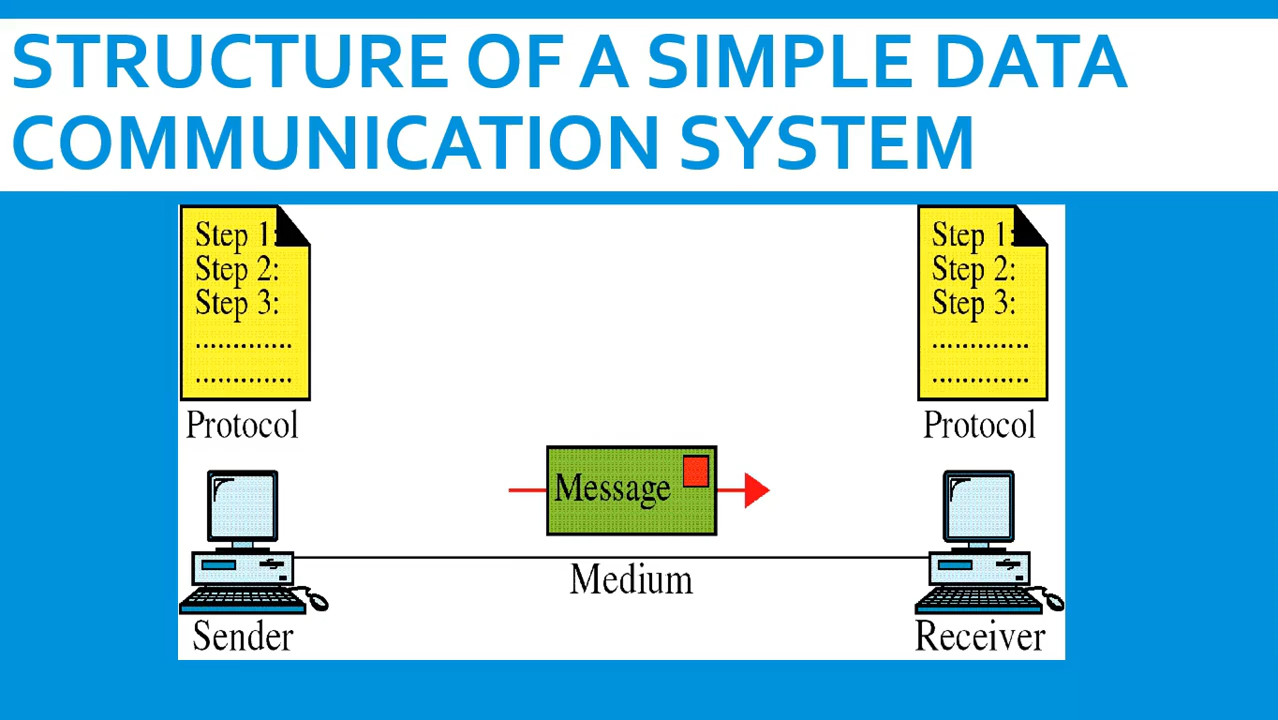 STRUCTURE OF A SIMPLE DATA
COMMUNICATION SYSTEM
Step 1:
Step 2:
Step 3:
.............
.............
Protocol
Step 1:
Step 2:
Step 3:
.............
.............
Protocol
Message
Medium
Sender
Receiver